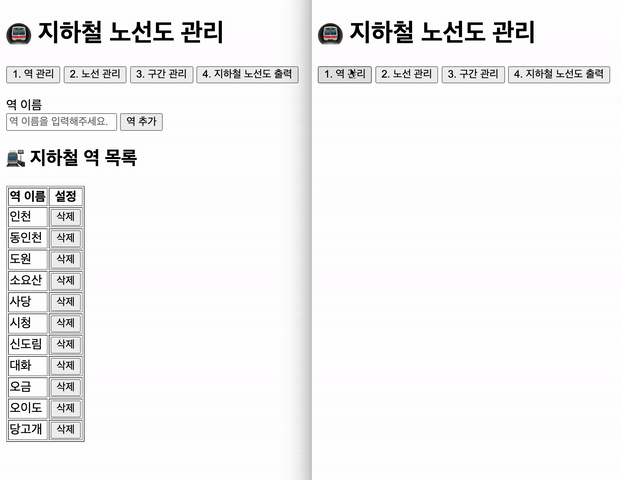 지하철 노선도 관리
1. 역 관리 2. 노선 관리 3. 구간 관리 4. 지하철 노선도 출력
역 이름
역 이름을 입력해주세요. 역 추가
지하철 역 목록
역 이름 설정
인천 삭제
동인천 삭제
도원 삭제
소요산 삭제
사당 삭제
시청 삭제
신도림 삭제
대화 삭제
오금 삭제
오이도 삭제
당고개 삭제
지하철 노선도 관리
1. 역 관리 2. 노선 관리 3. 구간 관리 4. 지하철 노선도 출력